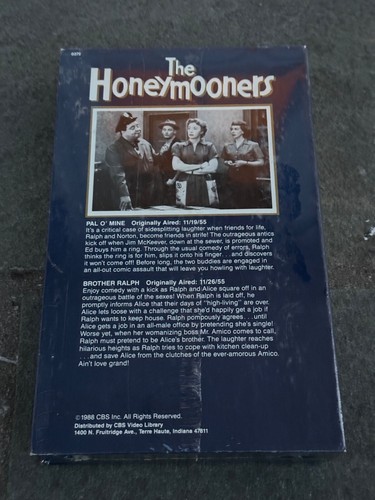 The
Honeymooners
PAL O' MINE Originally Aired: 11/19/55
It's a critical case of sidesplitting laughter when friends for life,
Ralph and Norton, become friends in strife! The outrageous antics
kick off when Jim McKeever, down at the sewer, is promoted and
Ed buys him a ring. Through the usual comedy of errors, Ralph
thinks the ring is for him, slips it onto his finger . . . and discovers
it won't come off! Before long, the two buddies are engaged in
an all-out comic assault that will leave you howling with laughter.
BROTHER RALPH Originally Aired: 11/26/55
Enjoy comedy with a kick as Ralph and Alice square off in an
outrageous battle of the sexes! When Ralph is laid off, he
promptly informs Alice that their days of "high-living" are over.
Alice lets loose with a challenge that she'd happily get a job if
Ralph wants to keep house. Ralph pompously agrees . . . until
Alice gets a job in an all-male office by pretending she's single!
Worse yet, when her womanizing boss Mr. Amico comes to call,
Ralph must pretend to be Alice's brother. The laughter reaches
hilarious heights as Ralph tries to cope with kitchen clean-up
. . . and save Alice from the clutches of the ever-amorous Amico.
Ain't love grand!
©1986 CBS Inc. All Rights Reserved.
Distributed by CBS Video Library
1400 N. Fruitridge Ave., Terre Haute, Indiana 47811